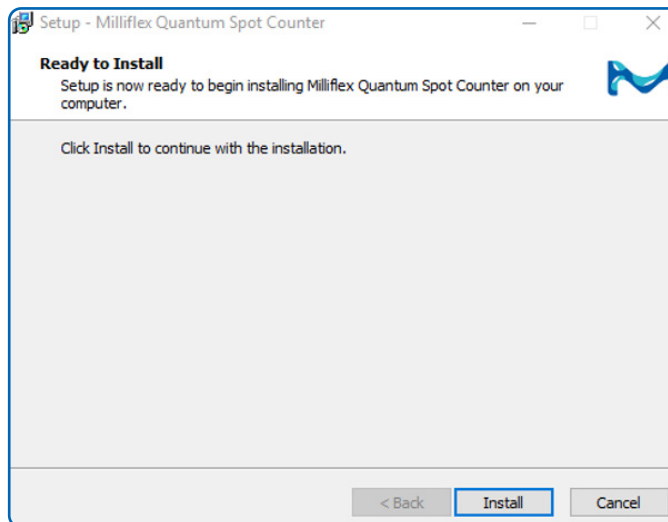 Setup - Milliflex Quantum Spot Counter
Ready to Install
Setup is now ready to begin installing Milliflex Quantum Spot Counter on your
computer.
Click Install to continue with the installation.
< Back Install Cancel